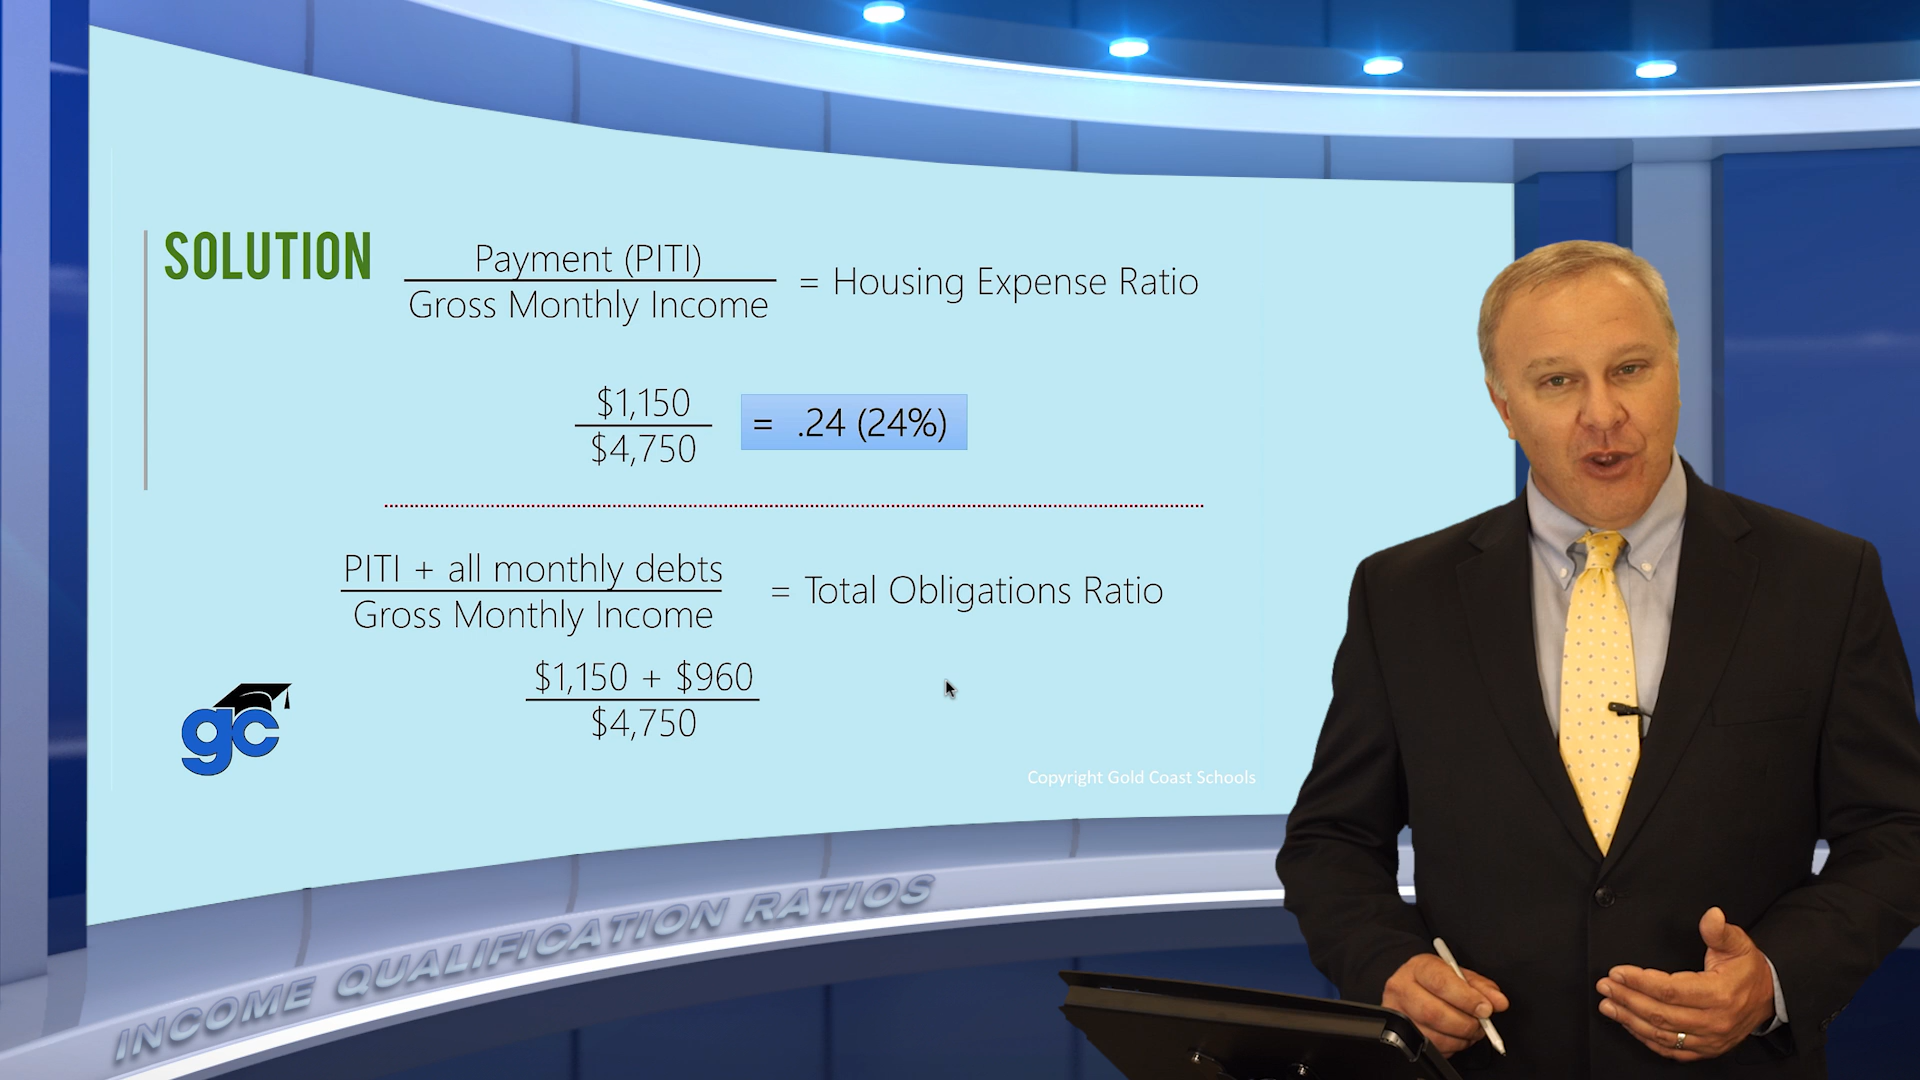 SOLUTION
Payment (PITI)
Gross Monthly Income
= Housing Expense Ratio
$1,150
$4,750
= .24 (24%)
PITI + all monthly debts
Gross Monthly Income
= Total Obligations Ratio
$1,150 + $960
$4,750
gc
Copyright Gold Coast Schools
INCOME QUALIFICATION RATIOS